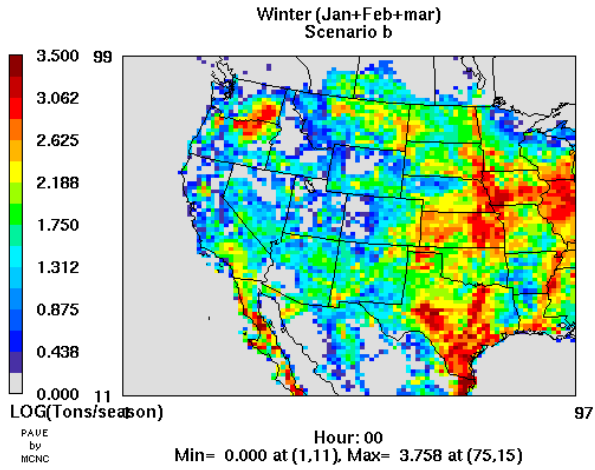 Winter (Jan+Feb+mar)
Scenario b
99
3.500
3.062
2.625
2.188
1.750
1.312
0.875
0.438
0.000
11
LOG(Tons/season)
97
PAVE
by
MCNC
Hour: 00
Min= 0.000 at (1,11), Max= 3.758 at (75,15)